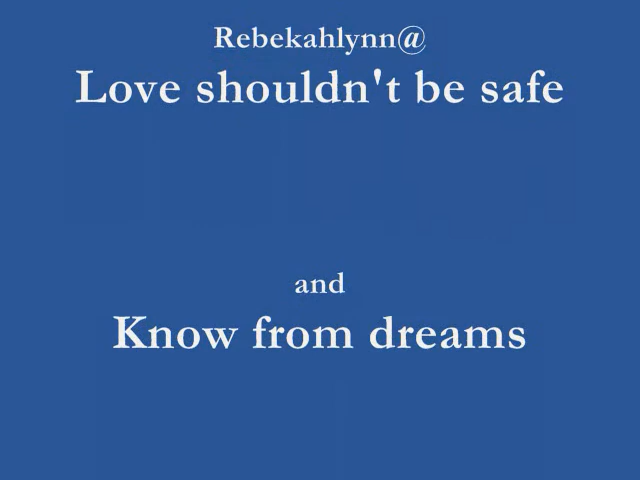 Rebekahlynn@
Love shouldn't be safe
and
Know from dreams